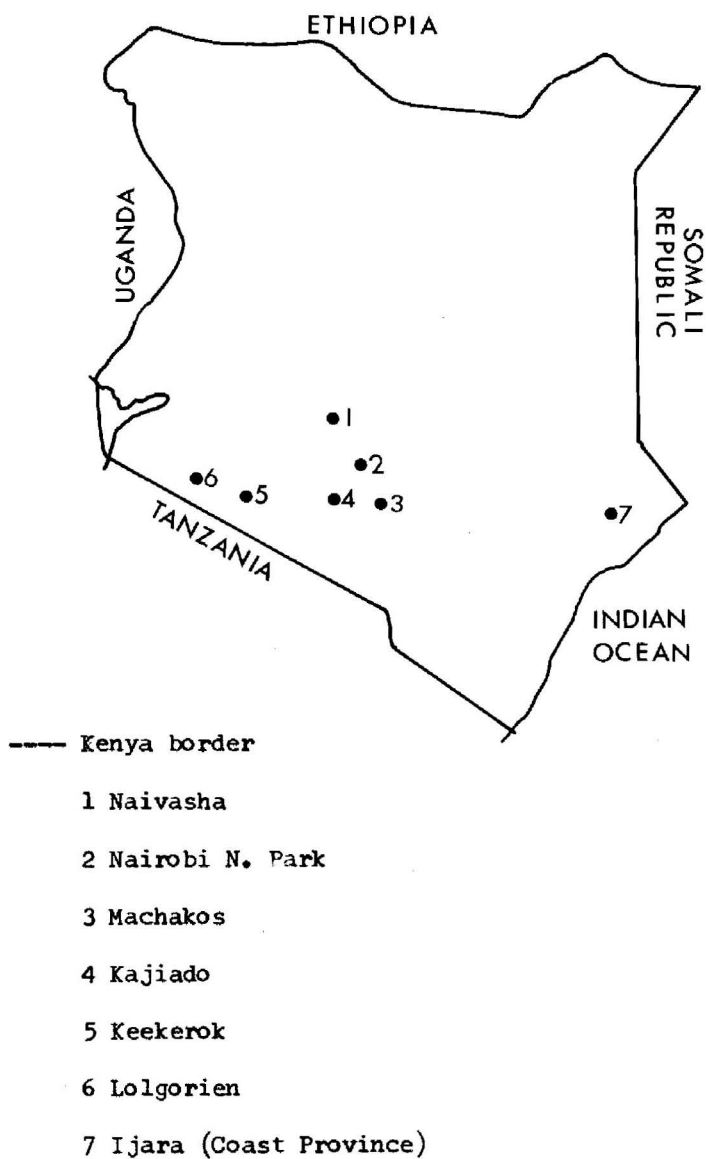 ETHIOPIA
UGANDA
SOMALI
REPUBLIC
1
2
6
5
4
3
7
TANZANIA
INDIAN
OCEAN
Kenya border
1 Naivasha
2 Nairobi N. Park
3 Machakos
4 Kajiado
5 Keekerok
6 Lolgorien
7 Ijara (Coast Province)